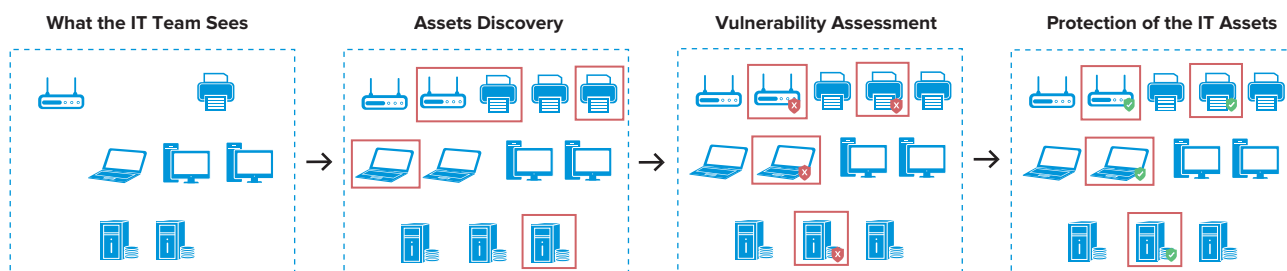 What the IT Team Sees
Assets Discovery
Vulnerability Assessment
Protection of the IT Assets